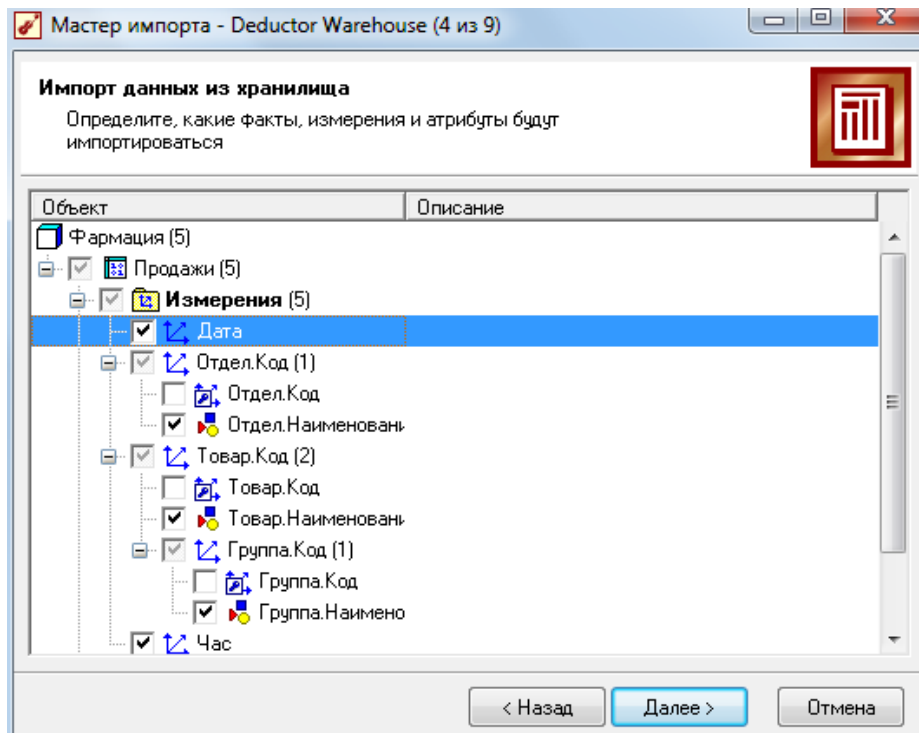 Мастер импорта - Deductor Warehouse (4 из 9)
Импорт данных из хранилища
Определите, какие факты, измерения и атрибуты будут
импортироваться
Объект Описание
Фармация (5)
Продажи (5)
Измерения (5)
Дата
Отдел.Код (1)
Отдел.Код
Отдел.Наименовани
Товар.Код (2)
Товар.Код
Товар.Наименовани
Группа.Код (1)
Группа.Код
Группа.Наимено
Час
< Назад Далее > Отмена